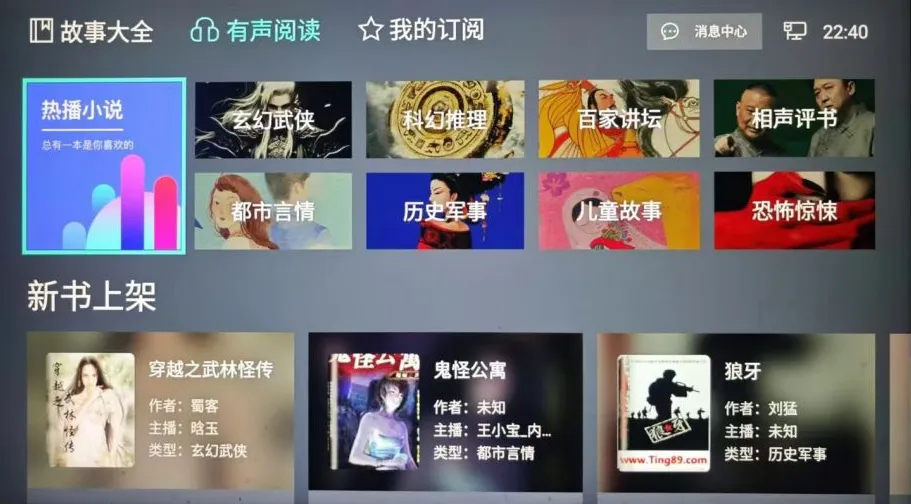 故事大全
有声阅读
我的订阅
消息中心
22:40
热播小说
总有一本是你喜欢的
玄幻武侠
科幻推理
百家讲坛
相声评书
都市言情
历史军事
儿童故事
恐怖惊悚
新书上架
穿越之武林怪传
作者：蜀客
主播：晗玉
类型：玄幻武侠
鬼怪公寓
鬼怪公寓
作者：未知
主播：王小宝_内...
类型：都市言情
狼牙
狼牙
www.Ting89.com
作者：刘猛
主播：未知
类型：历史军事